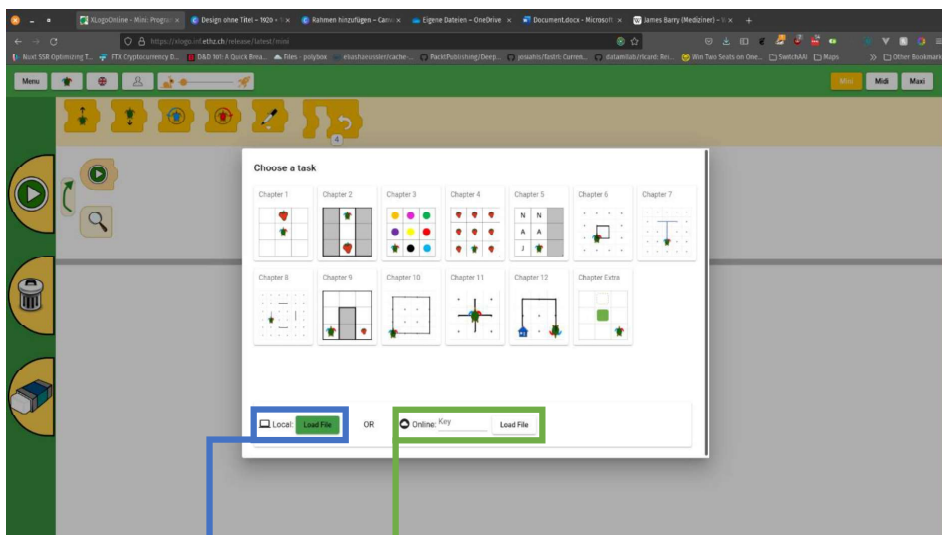 XLogoOnline - Mini: Progra
Design ohne Titel – 1920 ×
Rahmen hinzufügen – Canv
Eigene Dateien – OneDrive
Document.docx - Microsoft
James Barry (Mediziner) –
https://xlogo.inf.ethz.ch/release/latest/mini
Nuxt SSR Optimizing T...
FTX Cryptocurrency D...
D&D 101: A Quick Brea...
Files - polybox
PacktPublishing/Deep...
Win Two Seats on One...
SwitchAAI
Maps
Other Bookmark
Menu
Mini
Midi
Maxi
4
Choose a task
Chapter 1
Chapter 2
Chapter 3
Chapter 4
Chapter 5
Chapter 6
Chapter 7
N N
A A
J
Chapter 8
Chapter 9
Chapter 10
Chapter 11
Chapter 12
Chapter Extra
Local: Load File
OR
Online: Key
Load File